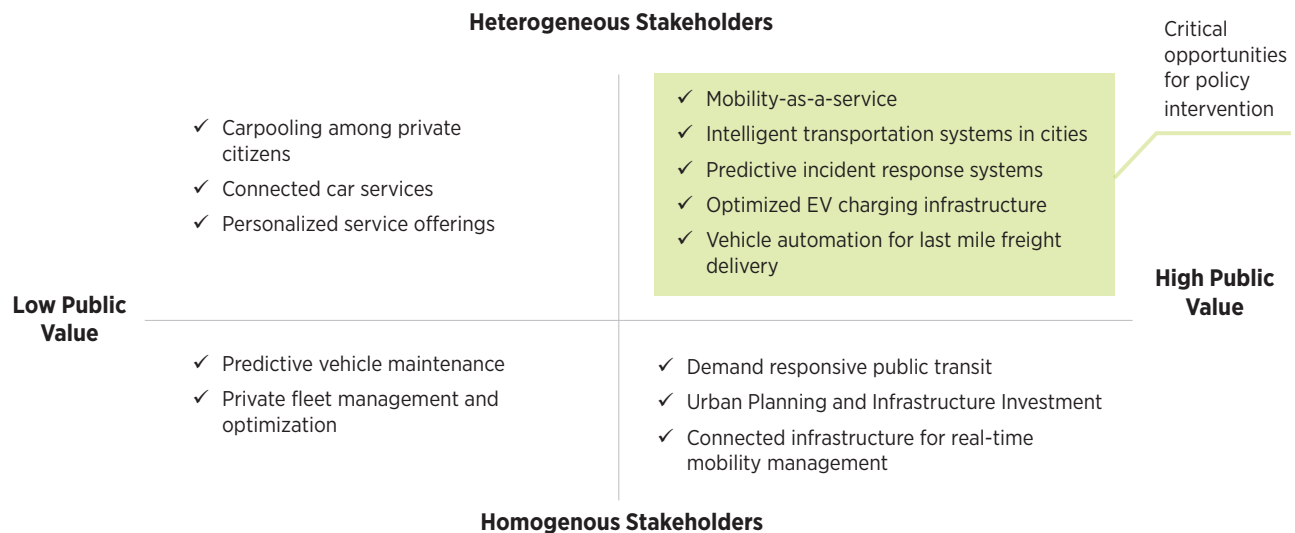 Heterogeneous Stakeholders
Critical
opportunities
for policy
intervention
✓ Carpooling among private
citizens
✓ Connected car services
✓ Personalized service offerings
✓ Mobility-as-a-service
✓ Intelligent transportation systems in cities
✓ Predictive incident response systems
✓ Optimized EV charging infrastructure
✓ Vehicle automation for last mile freight
delivery
Low Public
Value
High Public
Value
✓ Predictive vehicle maintenance
✓ Private fleet management and
optimization
✓ Demand responsive public transit
✓ Urban Planning and Infrastructure Investment
✓ Connected infrastructure for real-time
mobility management
Homogenous Stakeholders